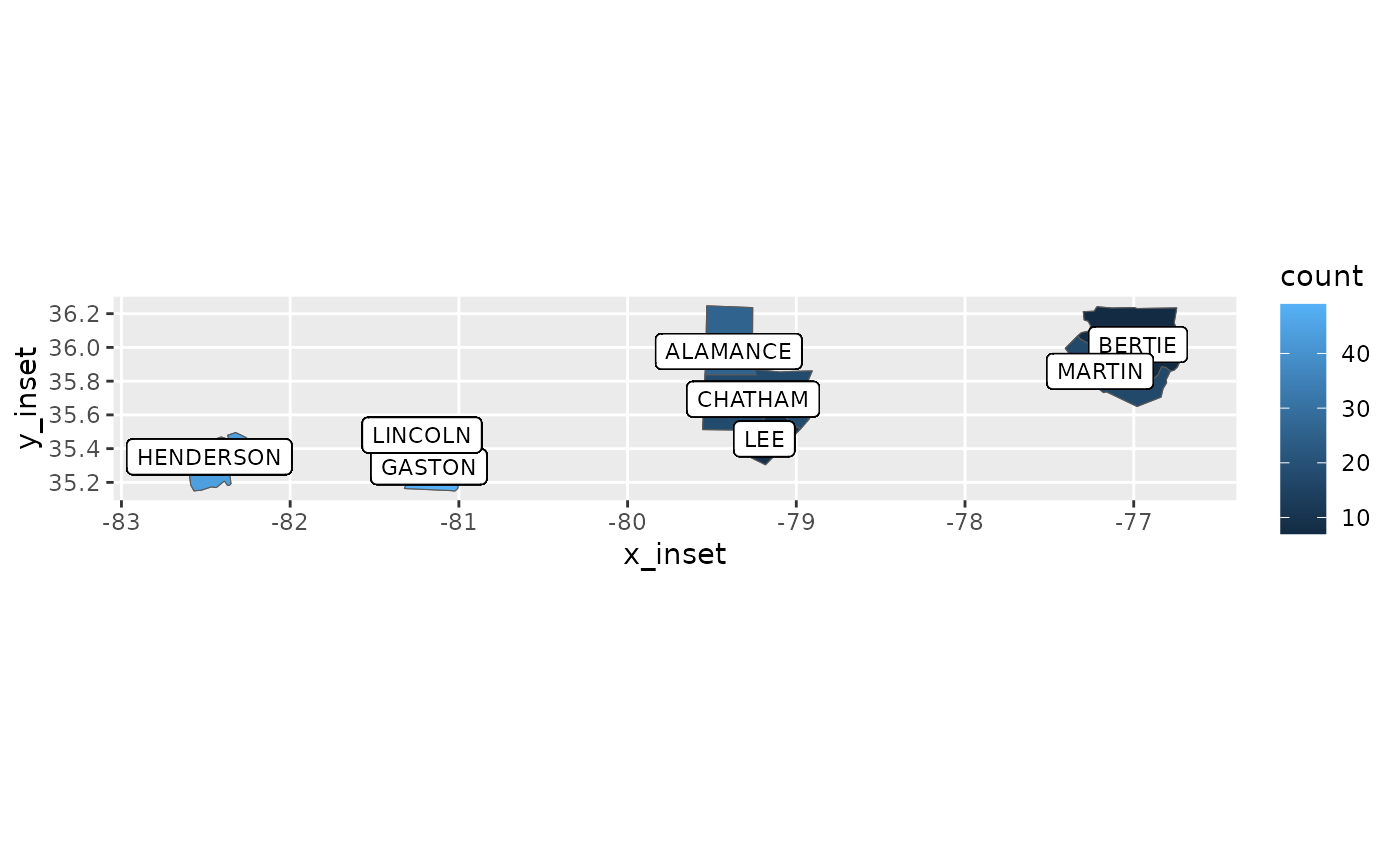 count
40
30
20
10
y_inset
36.2
36.0
35.8
35.6
35.4
35.2
ALAMANCE
BERTIE
MARTIN
CHATHAM
LINCOLN
LEE
HENDERSON
GASTON
-83 -82 -81 -80 -79 -78 -77
x_inset